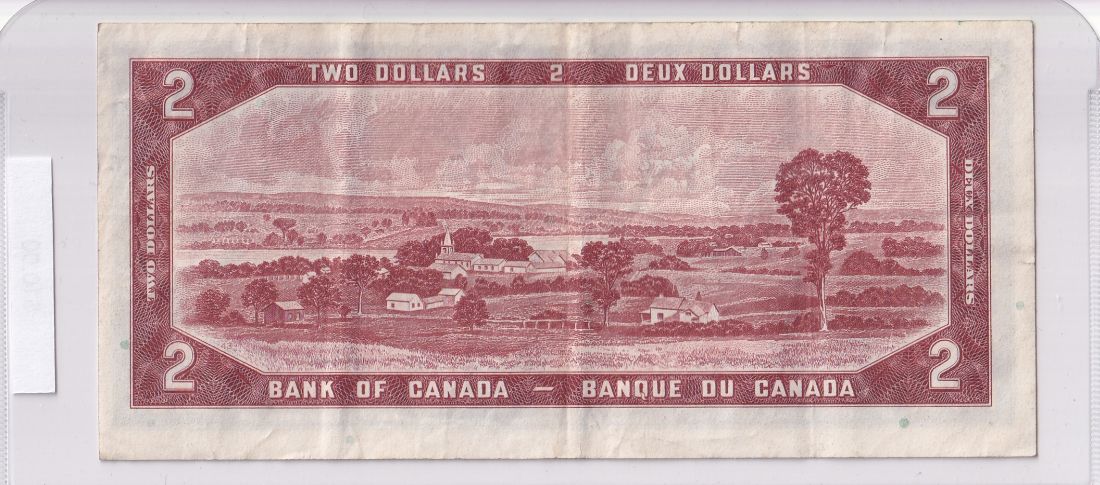 2 TWO DOLLARS 2 DEUX DOLLARS 2
TWO DOLLARS
DEUX DOLLARS
2 BANK OF CANADA — BANQUE DU CANADA 2